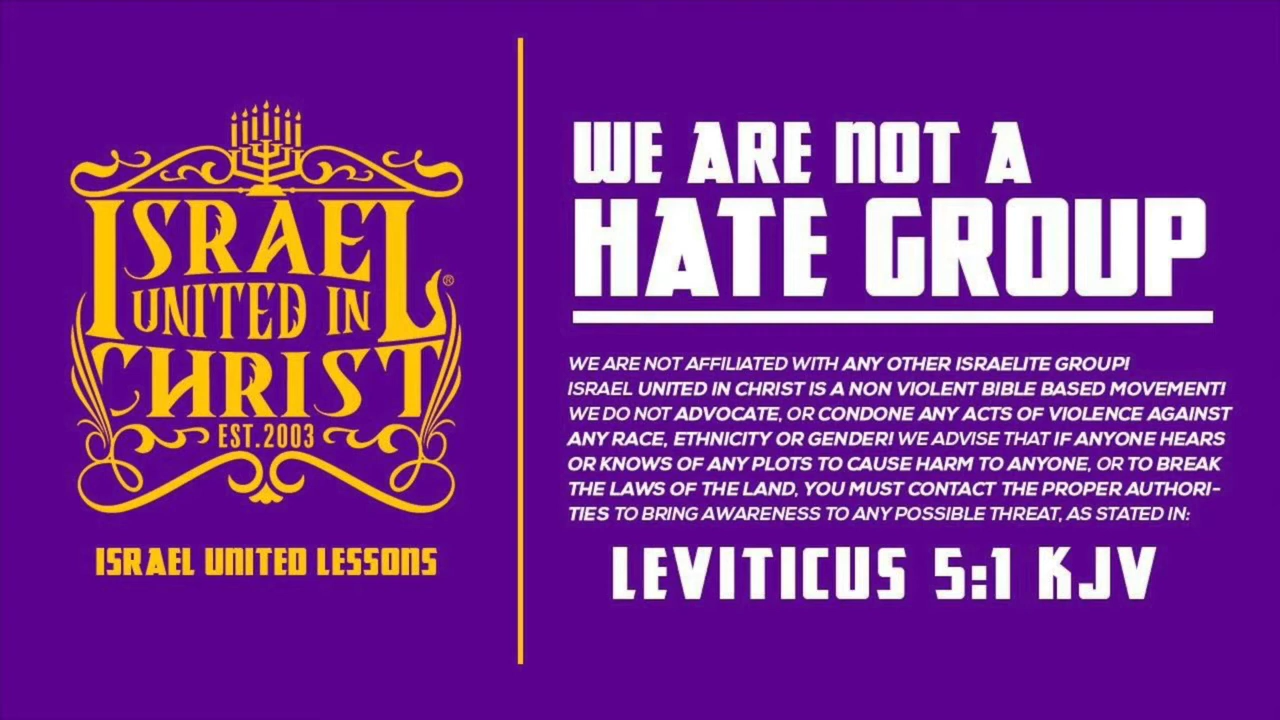 ISRAEL
UNITED IN
CHRIST
®
EST.2003
ISRAEL UNITED LESSONS
WE ARE NOT A
HATE GROUP
WE ARE NOT AFFILIATED WITH ANY OTHER ISRAELITE GROUP!
ISRAEL UNITED IN CHRIST IS A NON VIOLENT BIBLE BASED MOVEMENT!
WE DO NOT ADVOCATE, OR CONDONE ANY ACTS OF VIOLENCE AGAINST
ANY RACE, ETHNICITY OR GENDER! WE ADVISE THAT IF ANYONE HEARS
OR KNOWS OF ANY PLOTS TO CAUSE HARM TO ANYONE, OR TO BREAK
THE LAWS OF THE LAND, YOU MUST CONTACT THE PROPER AUTHORI-
TIES TO BRING AWARENESS TO ANY POSSIBLE THREAT, AS STATED IN:
LEVITICUS 5:1 KJV